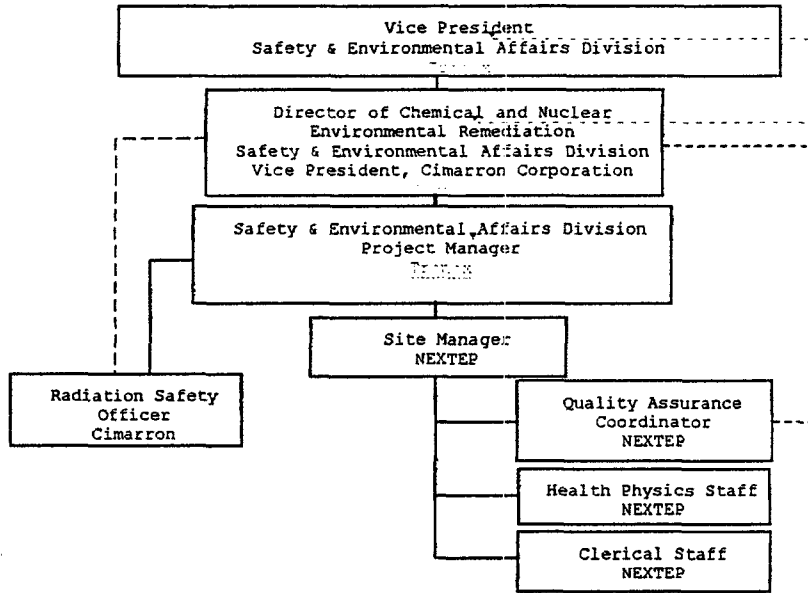 Vice President
Safety & Environmental Affairs Division
Director of Chemical and Nuclear
Environmental Remediation
Safety & Environmental Affairs Division
Vice President, Cimarron Corporation
Safety & Environmental Affairs Division
Project Manager
Site Manager
NEXTEP
Radiation Safety
Officer
Cimarron
Quality Assurance
Coordinator
NEXTEP
Health Physics Staff
NEXTEP
Clerical Staff
NEXTEP